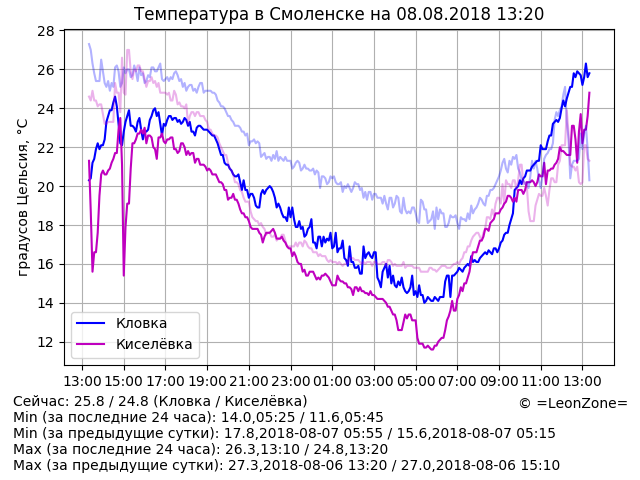 Температура в Смоленске на 08.08.2018 13:20
градусов Цельсия, °C
28
26
24
22
20
18
16
14
12
Кловка
Киселёвка
13:00 15:00 17:00 19:00 21:00 23:00 01:00 03:00 05:00 07:00 09:00 11:00 13:00
© =LeonZone=
Сейчас: 25.8 / 24.8 (Кловка / Киселёвка)
Min (за последние 24 часа): 14.0,05:25 / 11.6,05:45
Min (за предыдущие сутки): 17.8,2018-08-07 05:55 / 15.6,2018-08-07 05:15
Max (за последние 24 часа): 26.3,13:10 / 24.8,13:20
Max (за предыдущие сутки): 27.3,2018-08-06 13:20 / 27.0,2018-08-06 15:10